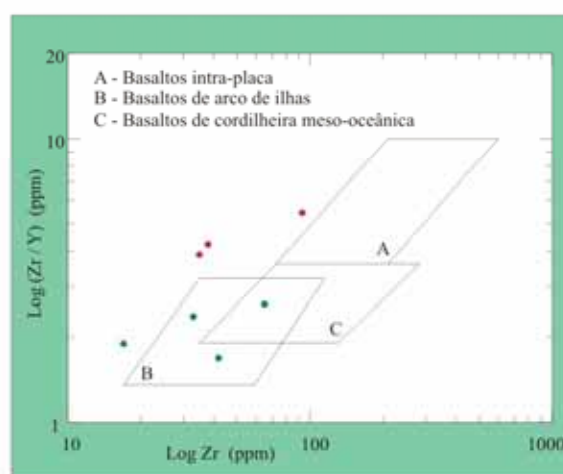 20
A - Basaltos intra-placa
B - Basaltos de arco de ilhas
C - Basaltos de cordilheira meso-oceânica
10
Log (Zr / Y) (ppm)
A
C
B
1
10
100
1000
Log Zr (ppm)